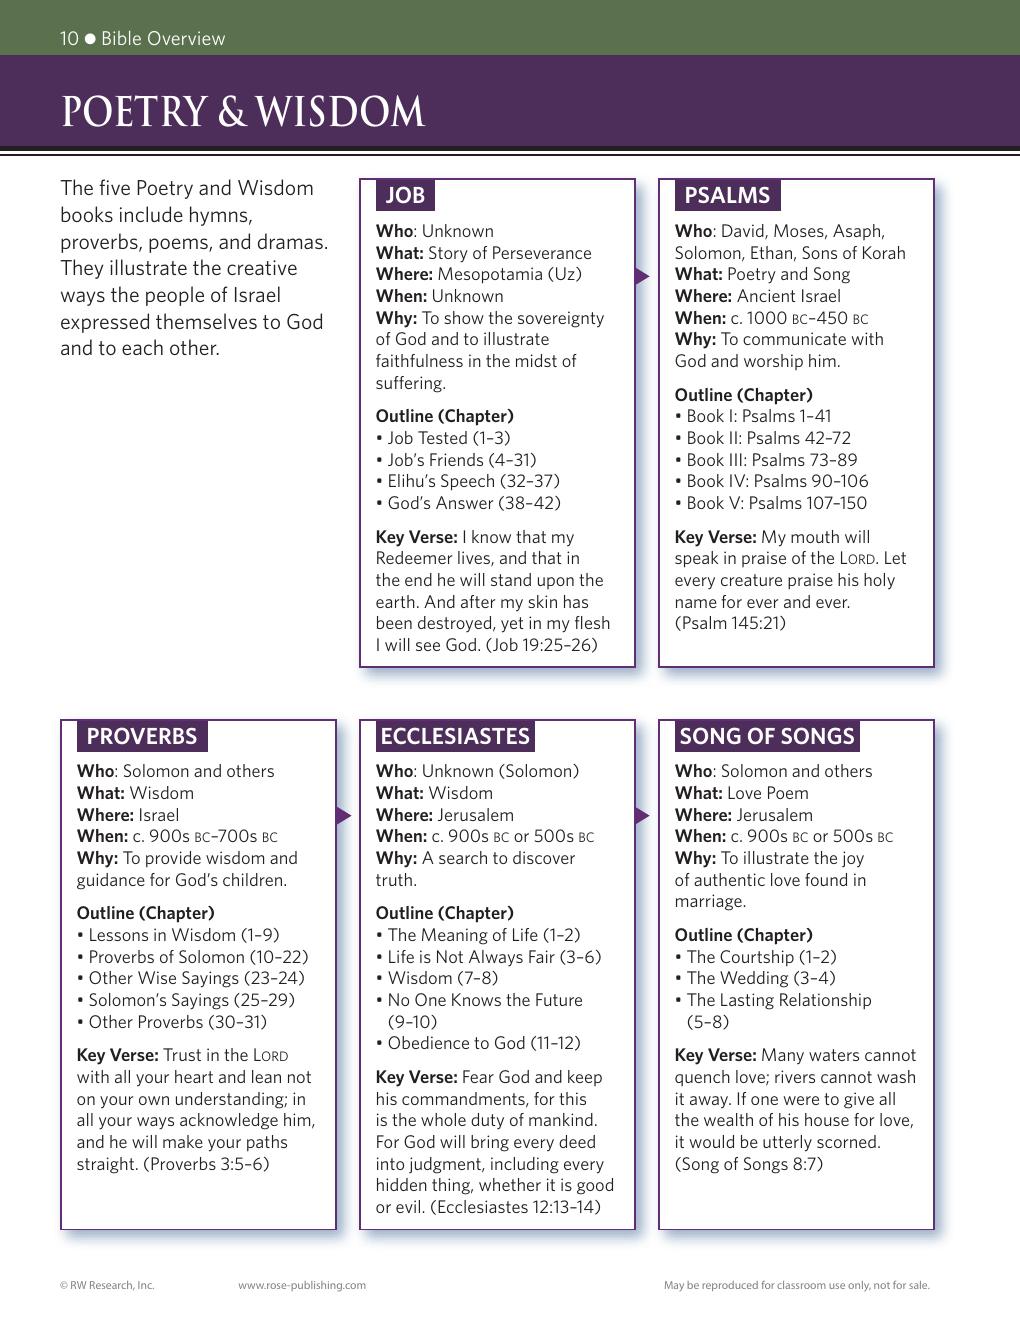 10 ● Bible Overview
POETRY & WISDOM
The five Poetry and Wisdom
books include hymns,
proverbs, poems, and dramas.
They illustrate the creative
ways the people of Israel
expressed themselves to God
and to each other.
JOB
Who: Unknown
What: Story of Perseverance
Where: Mesopotamia (Uz)
When: Unknown
Why: To show the sovereignty
of God and to illustrate
faithfulness in the midst of
suffering.
Outline (Chapter)
• Job Tested (1–3)
• Job’s Friends (4–31)
• Elihu’s Speech (32–37)
• God’s Answer (38–42)
Key Verse: I know that my
Redeemer lives, and that in
the end he will stand upon the
earth. And after my skin has
been destroyed, yet in my flesh
I will see God. (Job 19:25–26)
PSALMS
Who: David, Moses, Asaph,
Solomon, Ethan, Sons of Korah
What: Poetry and Song
Where: Ancient Israel
When: c. 1000 BC–450 BC
Why: To communicate with
God and worship him.
Outline (Chapter)
• Book I: Psalms 1–41
• Book II: Psalms 42–72
• Book III: Psalms 73–89
• Book IV: Psalms 90–106
• Book V: Psalms 107–150
Key Verse: My mouth will
speak in praise of the LORD. Let
every creature praise his holy
name for ever and ever.
(Psalm 145:21)
PROVERBS
Who: Solomon and others
What: Wisdom
Where: Israel
When: c. 900s BC–700s BC
Why: To provide wisdom and
guidance for God’s children.
Outline (Chapter)
• Lessons in Wisdom (1–9)
• Proverbs of Solomon (10–22)
• Other Wise Sayings (23–24)
• Solomon’s Sayings (25–29)
• Other Proverbs (30–31)
Key Verse: Trust in the LORD
with all your heart and lean not
on your own understanding; in
all your ways acknowledge him,
and he will make your paths
straight. (Proverbs 3:5–6)
ECCLESIASTES
Who: Unknown (Solomon)
What: Wisdom
Where: Jerusalem
When: c. 900s BC or 500s BC
Why: A search to discover
truth.
Outline (Chapter)
• The Meaning of Life (1–2)
• Life is Not Always Fair (3–6)
• Wisdom (7–8)
• No One Knows the Future
(9–10)
• Obedience to God (11–12)
Key Verse: Fear God and keep
his commandments, for this
is the whole duty of mankind.
For God will bring every deed
into judgment, including every
hidden thing, whether it is good
or evil. (Ecclesiastes 12:13–14)
SONG OF SONGS
Who: Solomon and others
What: Love Poem
Where: Jerusalem
When: c. 900s BC or 500s BC
Why: To illustrate the joy
of authentic love found in
marriage.
Outline (Chapter)
• The Courtship (1–2)
• The Wedding (3–4)
• The Lasting Relationship
(5–8)
Key Verse: Many waters cannot
quench love; rivers cannot wash
it away. If one were to give all
the wealth of his house for love,
it would be utterly scorned.
(Song of Songs 8:7)
© RW Research, Inc.
www.rose-publishing.com
May be reproduced for classroom use only, not for sale.